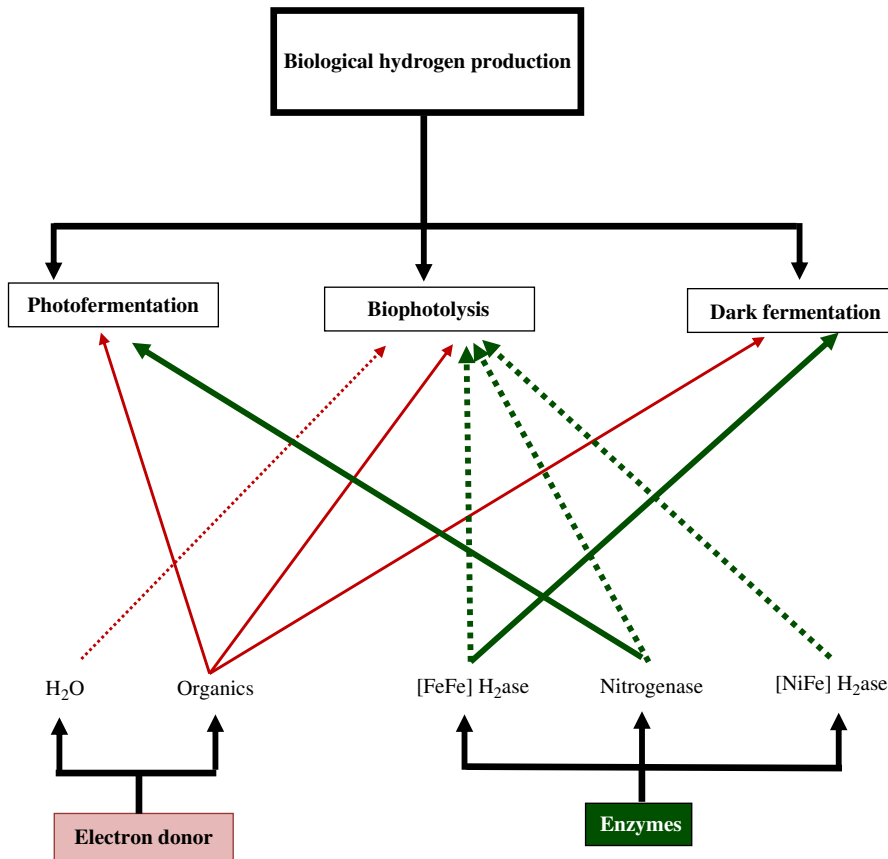 Biological hydrogen production
Photofermentation
Biophotolysis
Dark fermentation
H₂O
Organics
[FeFe] H₂ase
Nitrogenase
[NiFe] H₂ase
Electron donor
Enzymes